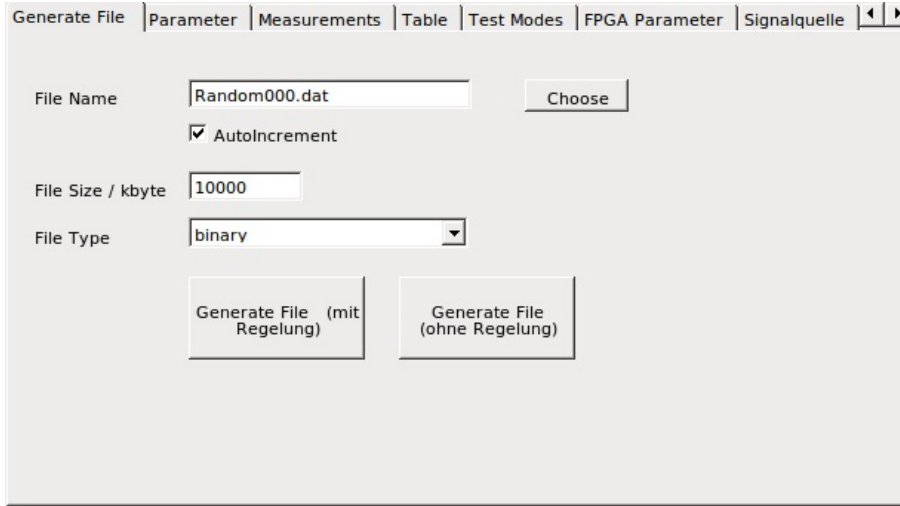 Generate File Parameter Measurements Table Test Modes FPGA Parameter Signalquelle
File Name Random000.dat Choose
AutoIncrement
File Size / kbyte 10000
File Type binary
Generate File (mit Generate File
Regelung) (ohne Regelung)